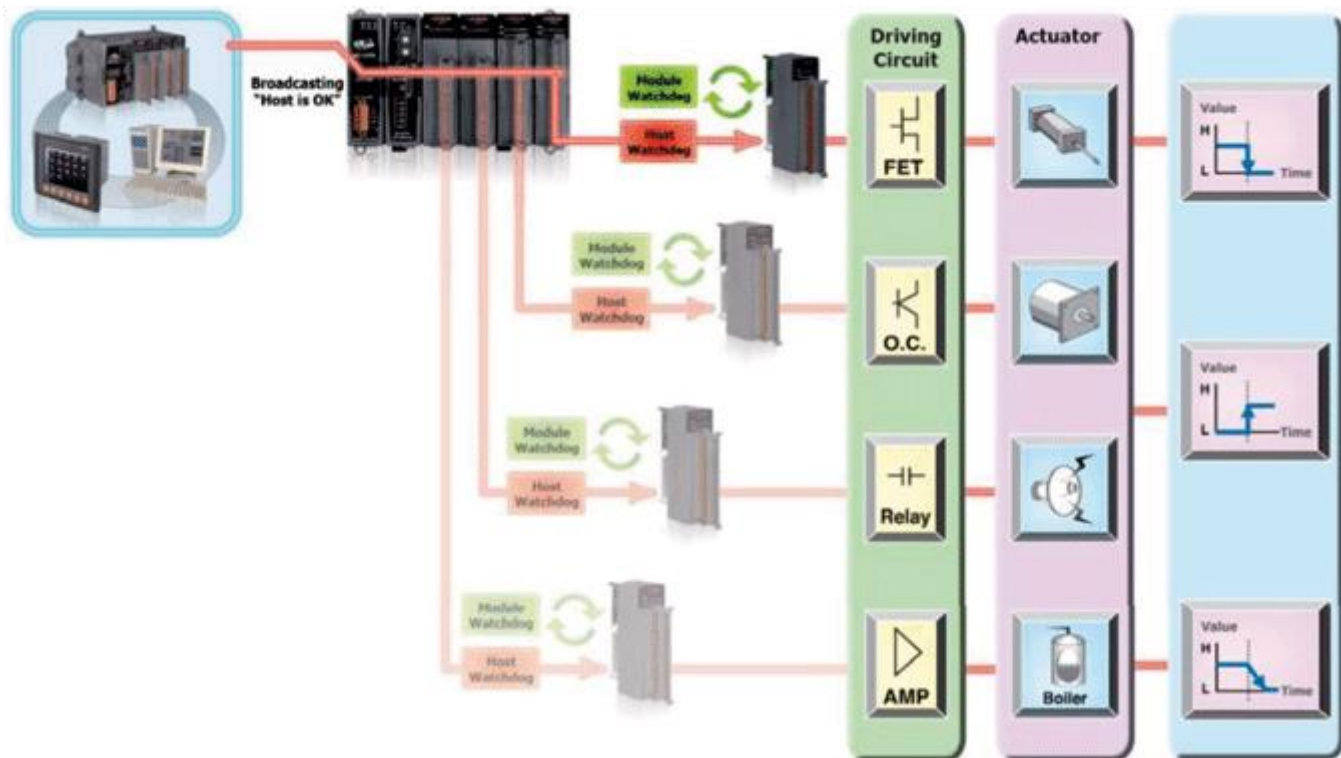 Broadcasting
"Host is OK"
Module
Watchdog
Host
Watchdog
Module
Watchdog
Host
Watchdog
Module
Watchdog
Host
Watchdog
Module
Watchdog
Host
Watchdog
Driving
Circuit
FET
O.C.
Relay
AMP
Actuator
Boiler
Value
H
L
Time
Value
H
L
Time
Value
H
L
Time